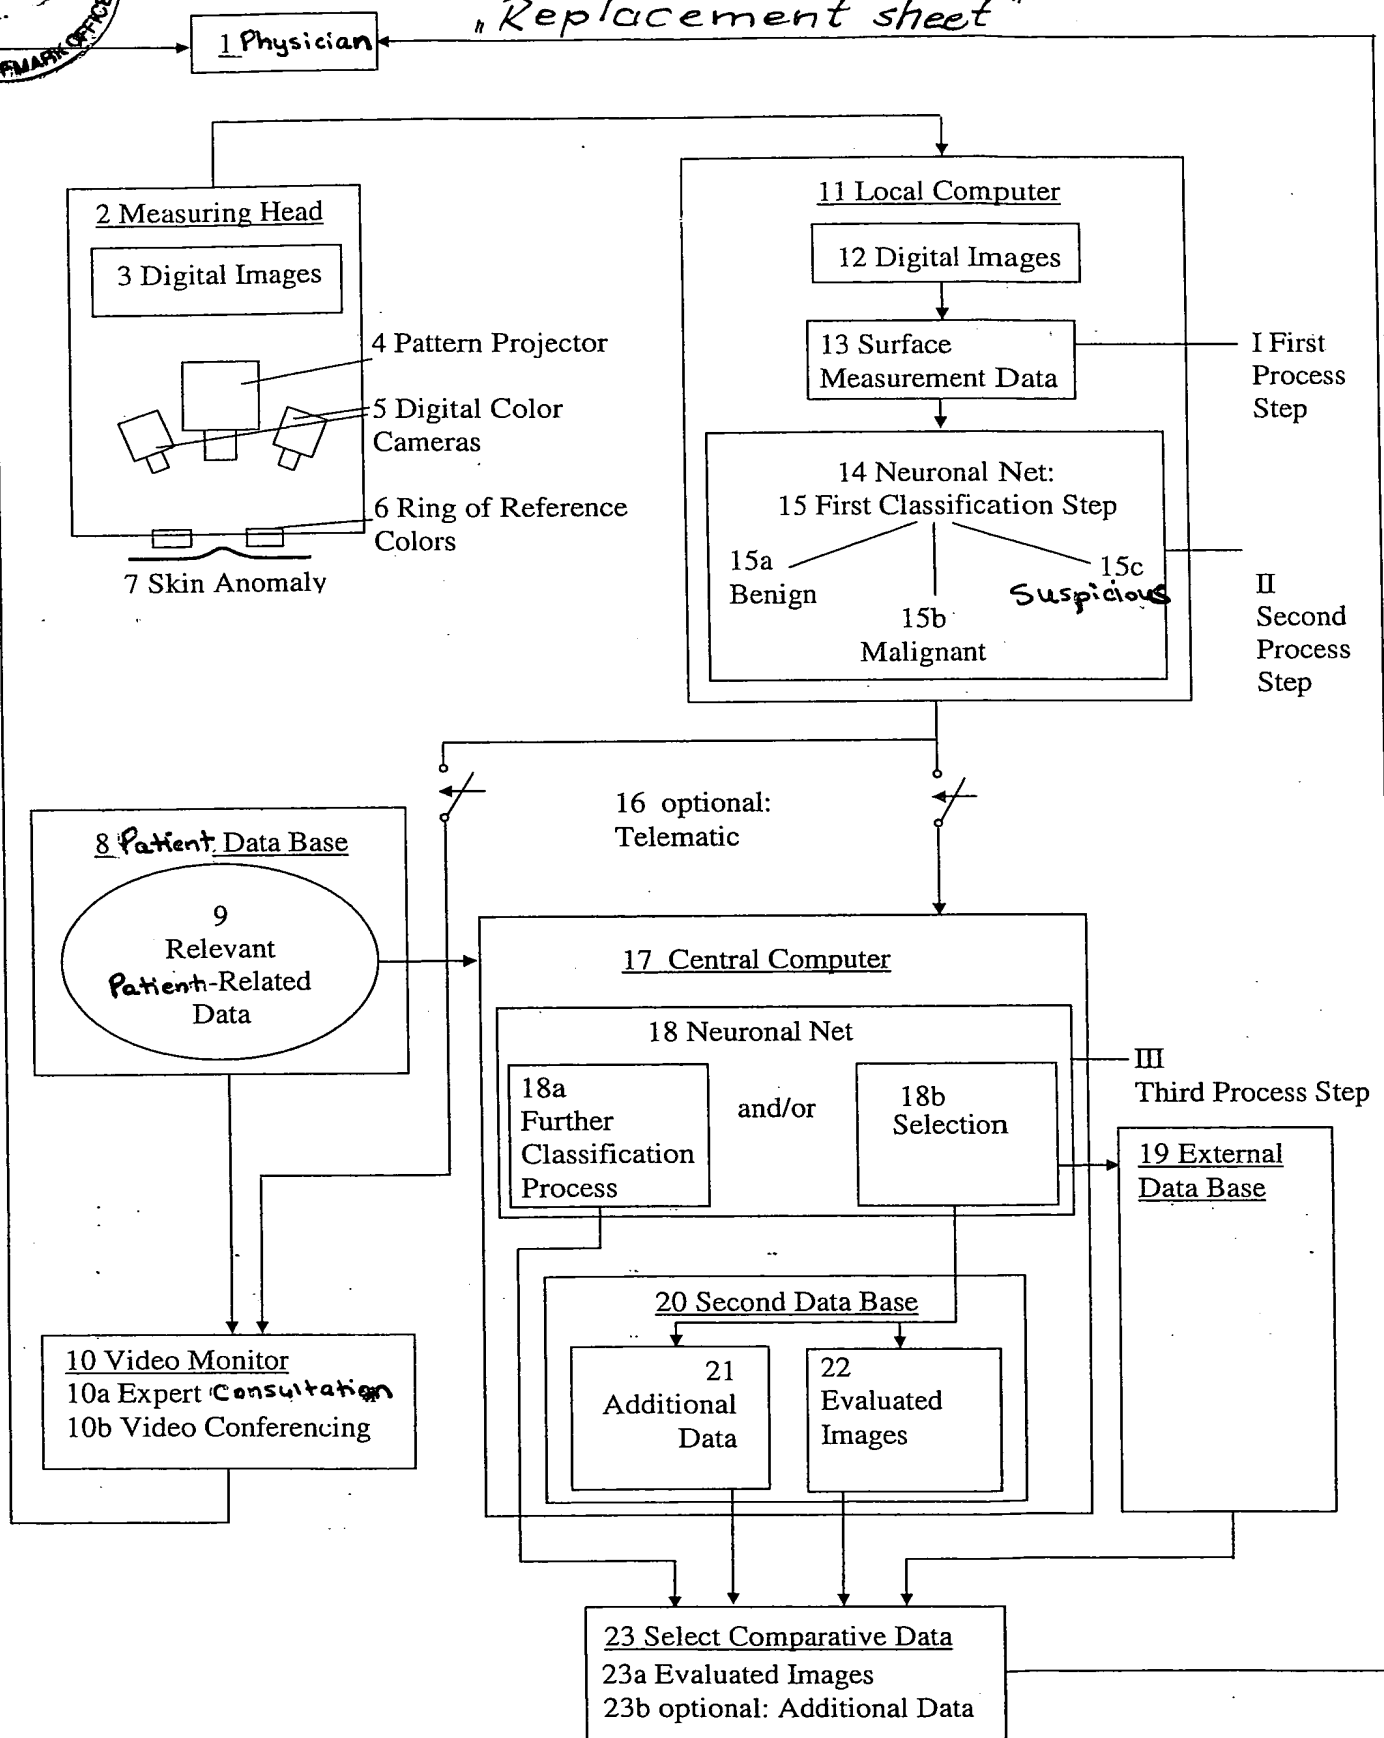 „Replacement sheet"
EMARK OFFICE
1 Physician
2 Measuring Head
3 Digital Images
4 Pattern Projector
5 Digital Color
Cameras
6 Ring of Reference
Colors
7 Skin Anomaly
11 Local Computer
12 Digital Images
13 Surface
Measurement Data
I First
Process
Step
14 Neuronal Net:
15 First Classification Step
15a
Benign
15b
Malignant
15c
Suspicious
II
Second
Process
Step
16 optional:
Telematic
8 Patient Data Base
9
Relevant
Patient-Related
Data
17 Central Computer
18 Neuronal Net
18a
Further
Classification
Process
and/or
18b
Selection
III
Third Process Step
19 External
Data Base
20 Second Data Base
21
Additional
Data
22
Evaluated
Images
10 Video Monitor
10a Expert Consultation
10b Video Conferencing
23 Select Comparative Data
23a Evaluated Images
23b optional: Additional Data